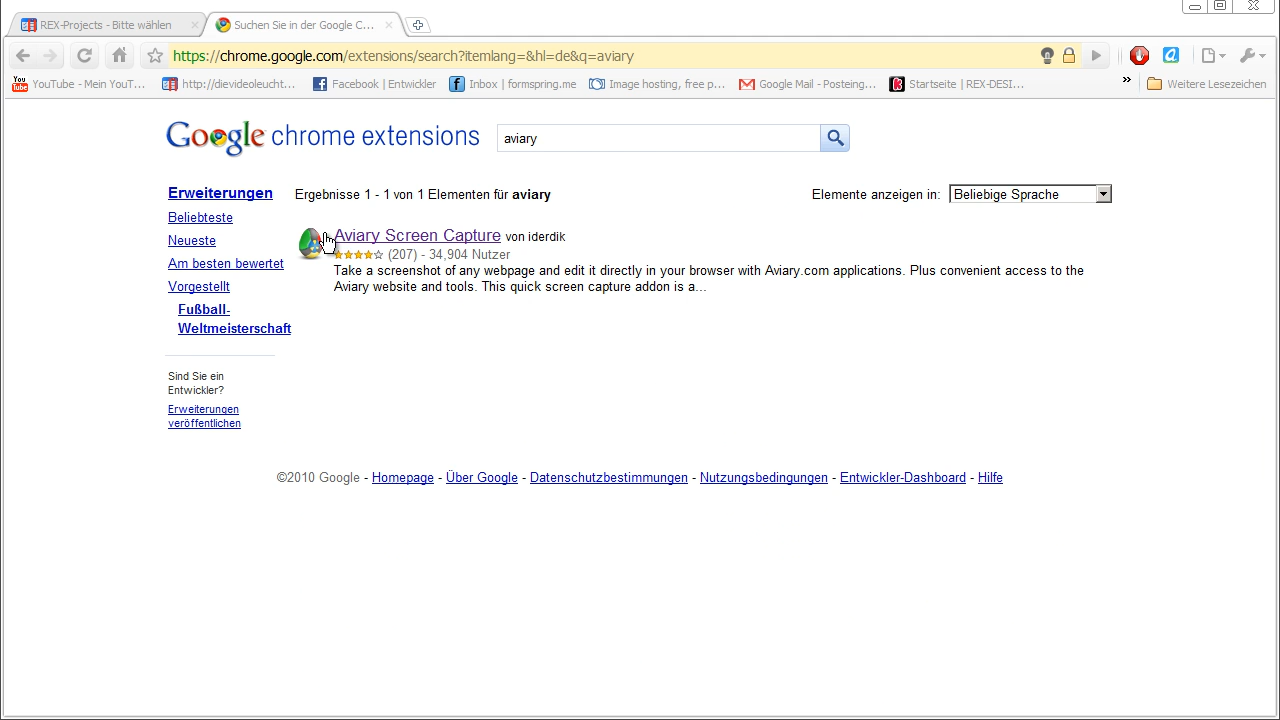 REX-Projects - Bitte wählen
Suchen Sie in der Google C...
https://chrome.google.com/extensions/search?itemlang=&hl=de&q=aviary
You Tube YouTube - Mein YouT...
http://dievideoleucht...
Facebook | Entwickler
Inbox | formspring.me
Image hosting, free p...
Google Mail - Posteing...
Startseite | REX-DESI...
»
Weitere Lesezeichen
Google chrome extensions
aviary
Erweiterungen
Beliebteste
Neueste
Am besten bewertet
Vorgestellt
Fußball-
Weltmeisterschaft
Sind Sie ein
Entwickler?
Erweiterungen
veröffentlichen
Ergebnisse 1 - 1 von 1 Elementen für aviary
Elemente anzeigen in: Beliebige Sprache
Aviary Screen Capture von iderdik
(207) - 34,904 Nutzer
Take a screenshot of any webpage and edit it directly in your browser with Aviary.com applications. Plus convenient access to the
Aviary website and tools. This quick screen capture addon is a...
©2010 Google - Homepage - Über Google - Datenschutzbestimmungen - Nutzungsbedingungen - Entwickler-Dashboard - Hilfe